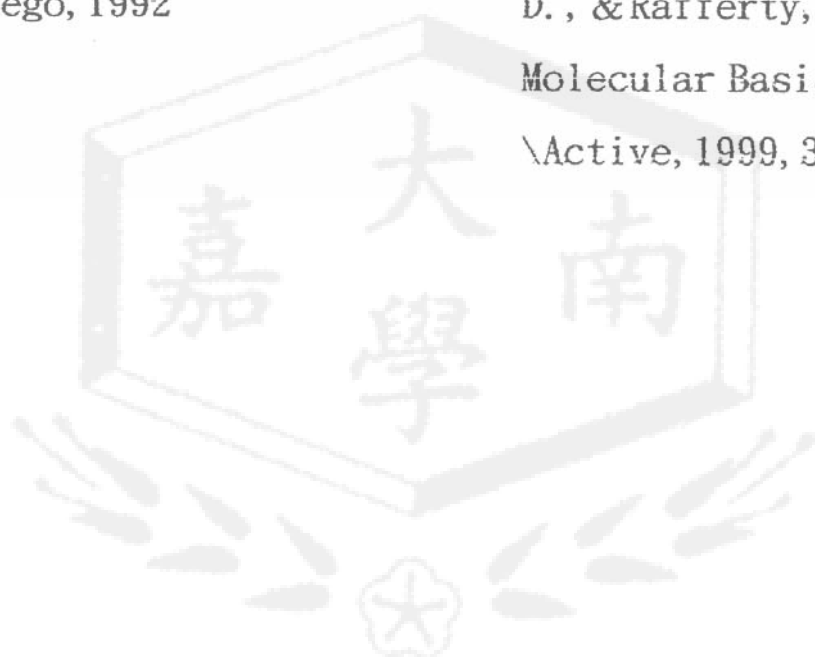 ego, 1992
D., & Rafferty,
Molecular Basi
\Active, 1999, 3
大
嘉 南
學